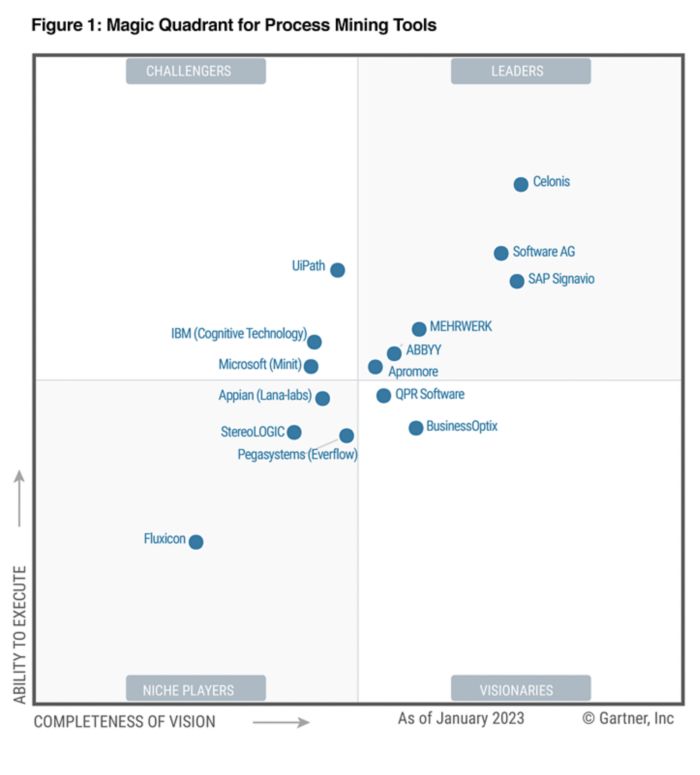 Figure 1: Magic Quadrant for Process Mining Tools
CHALLENGERS
LEADERS
Celonis
Software AG
UiPath
SAP Signavio
MEHRWERK
IBM (Cognitive Technology)
ABBYY
Microsoft (Minit)
Apromore
Appian (Lana-labs)
QPR Software
StereoLOGIC
BusinessOptix
Pegasystems (Everflow)
Fluxicon
ABILITY TO EXECUTE
NICHE PLAYERS
VISIONARIES
COMPLETENESS OF VISION
As of January 2023
© Gartner, Inc